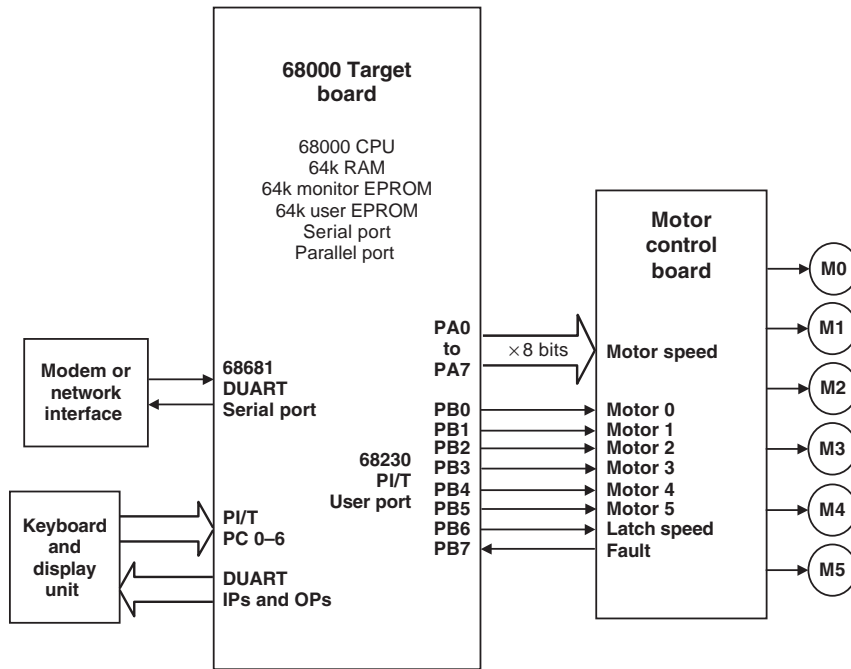 68000 Target
board
68000 CPU
64k RAM
64k monitor EPROM
64k user EPROM
Serial port
Parallel port
Modem or
network
interface
68681
DUART
Serial port
Keyboard
and
display
unit
PI/T
PC 0–6
DUART
IPs and OPs
68230
PI/T
User port
PA0
to
PA7
×8 bits
PB0
PB1
PB2
PB3
PB4
PB5
PB6
PB7
Motor
control
board
Motor speed
Motor 0
Motor 1
Motor 2
Motor 3
Motor 4
Motor 5
Latch speed
Fault
M0
M1
M2
M3
M4
M5